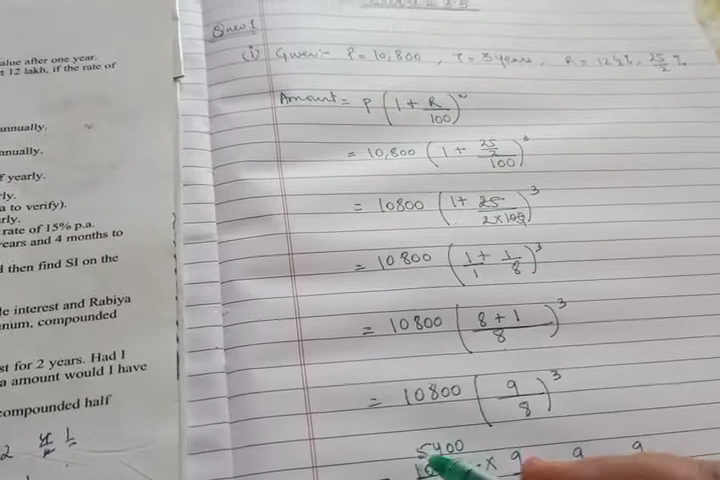 alue after one year.
t 12 lakh, if the rate of
annually.
annually.
f yearly.
rly.
a to verify).
rly.
rate of 15% p.a.
ears and 4 months to
d then find SI on the
le interest and Rabiya
num, compounded
st for 2 years. Had I
a amount would I have
compounded half
Ques 1
(i) Given:- P = 10,800 , T = 3 years , R = 12½%. 25/2 %
Amount = P (1 + R/100)
= 10,800 (1 + 25/2/100)³
= 10800 (1 + 25/2×100)³
= 10800 (1/1 + 1/8)³
= 10800 (8+1/8)³
= 10800 (9/8)³
5400
× 9 9 9